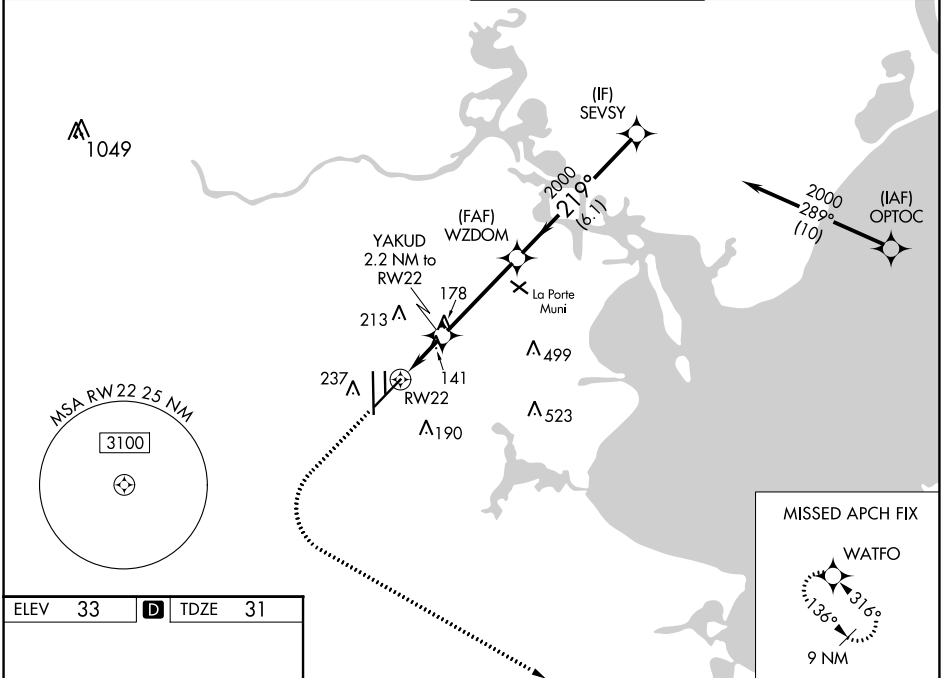 1049
(IF)
SEVSY
2000
219°
(6.1)
2000
289°
(10)
(IAF)
OPTOC
(FAF)
WZDOM
YAKUD
2.2 NM to
RW22
178
La Porte
Muni
213
499
141
237
RW22
523
190
MSA RW22 25 NM
3100
MISSED APCH FIX
WATFO
316°
136°
9 NM
ELEV 33 D TDZE 31